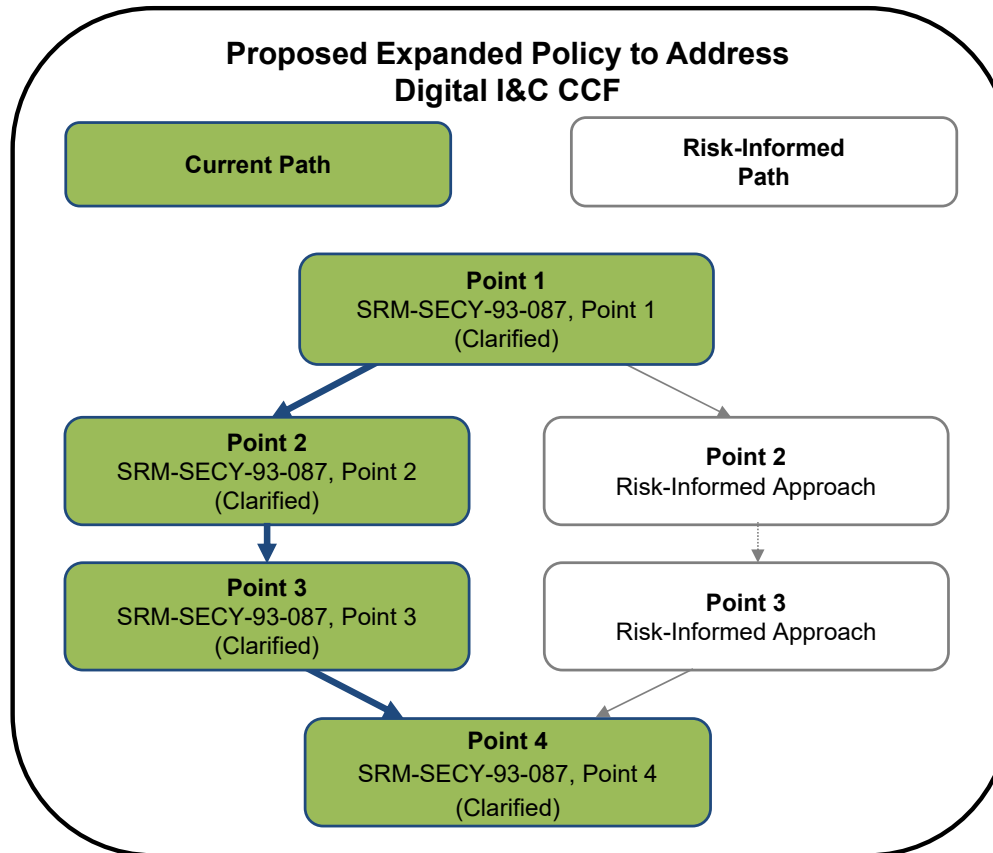 Proposed Expanded Policy to Address
Digital I&C CCF
Current Path
Risk-Informed
Path
Point 1
SRM-SECY-93-087, Point 1
(Clarified)
Point 2
SRM-SECY-93-087, Point 2
(Clarified)
Point 2
Risk-Informed Approach
Point 3
SRM-SECY-93-087, Point 3
(Clarified)
Point 3
Risk-Informed Approach
Point 4
SRM-SECY-93-087, Point 4
(Clarified)